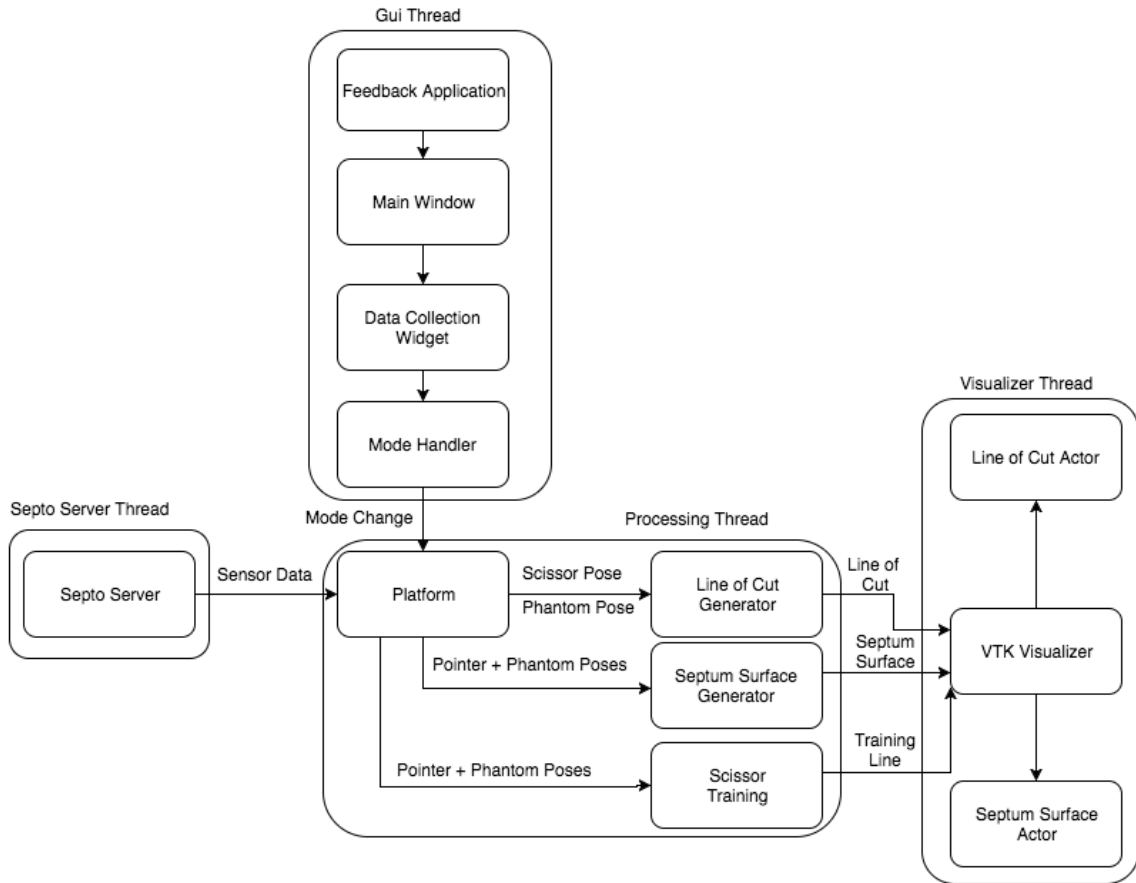 Gui Thread
Feedback Application
Main Window
Data Collection
Widget
Mode Handler
Visualizer Thread
Line of Cut Actor
Septo Server Thread
Mode Change
Processing Thread
Septo Server
Sensor Data
Platform
Scissor Pose
Phantom Pose
Line of Cut
Generator
Line of
Cut
Pointer + Phantom Poses
Septum Surface
Generator
Septum
Surface
VTK Visualizer
Pointer + Phantom Poses
Scissor
Training
Training
Line
Septum Surface
Actor